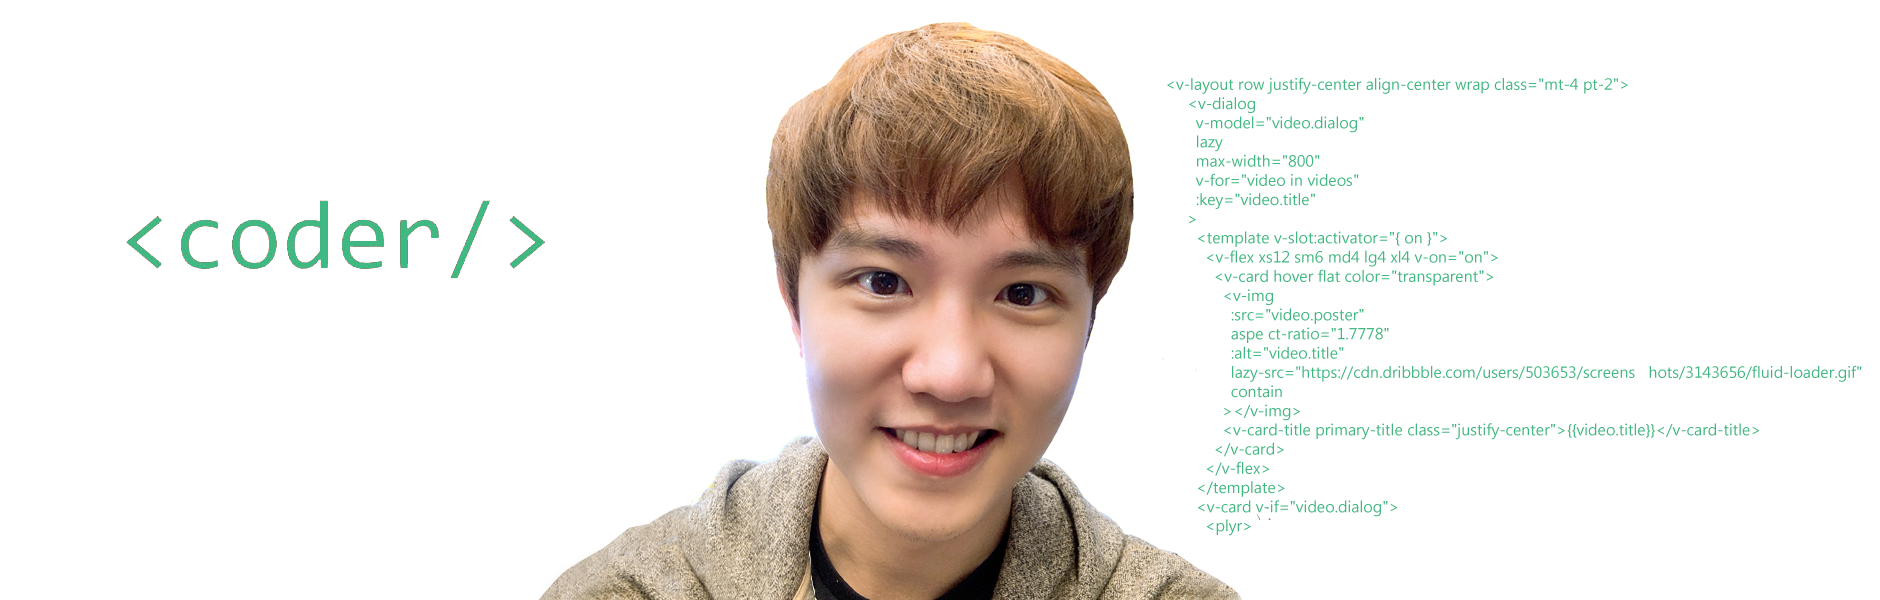 <coder/>
<v-layout row justify-center align-center wrap class="mt-4 pt-2">
<v-dialog
v-model="video.dialog"
lazy
max-width="800"
v-for="video in videos"
:key="video.title"
>
<template v-slot:activator="{ on }">
<v-flex xs12 sm6 md4 lg4 xl4 v-on="on">
<v-card hover flat color="transparent">
<v-img
:src="video.poster"
aspe ct-ratio="1.7778"
:alt="video.title"
lazy-src="https://cdn.dribbble.com/users/503653/screens hots/3143656/fluid-loader.gif"
contain
></v-img>
<v-card-title primary-title class="justify-center">{{video.title}}</v-card-title>
</v-card>
</v-flex>
</template>
<v-card v-if="video.dialog">
<plyr>